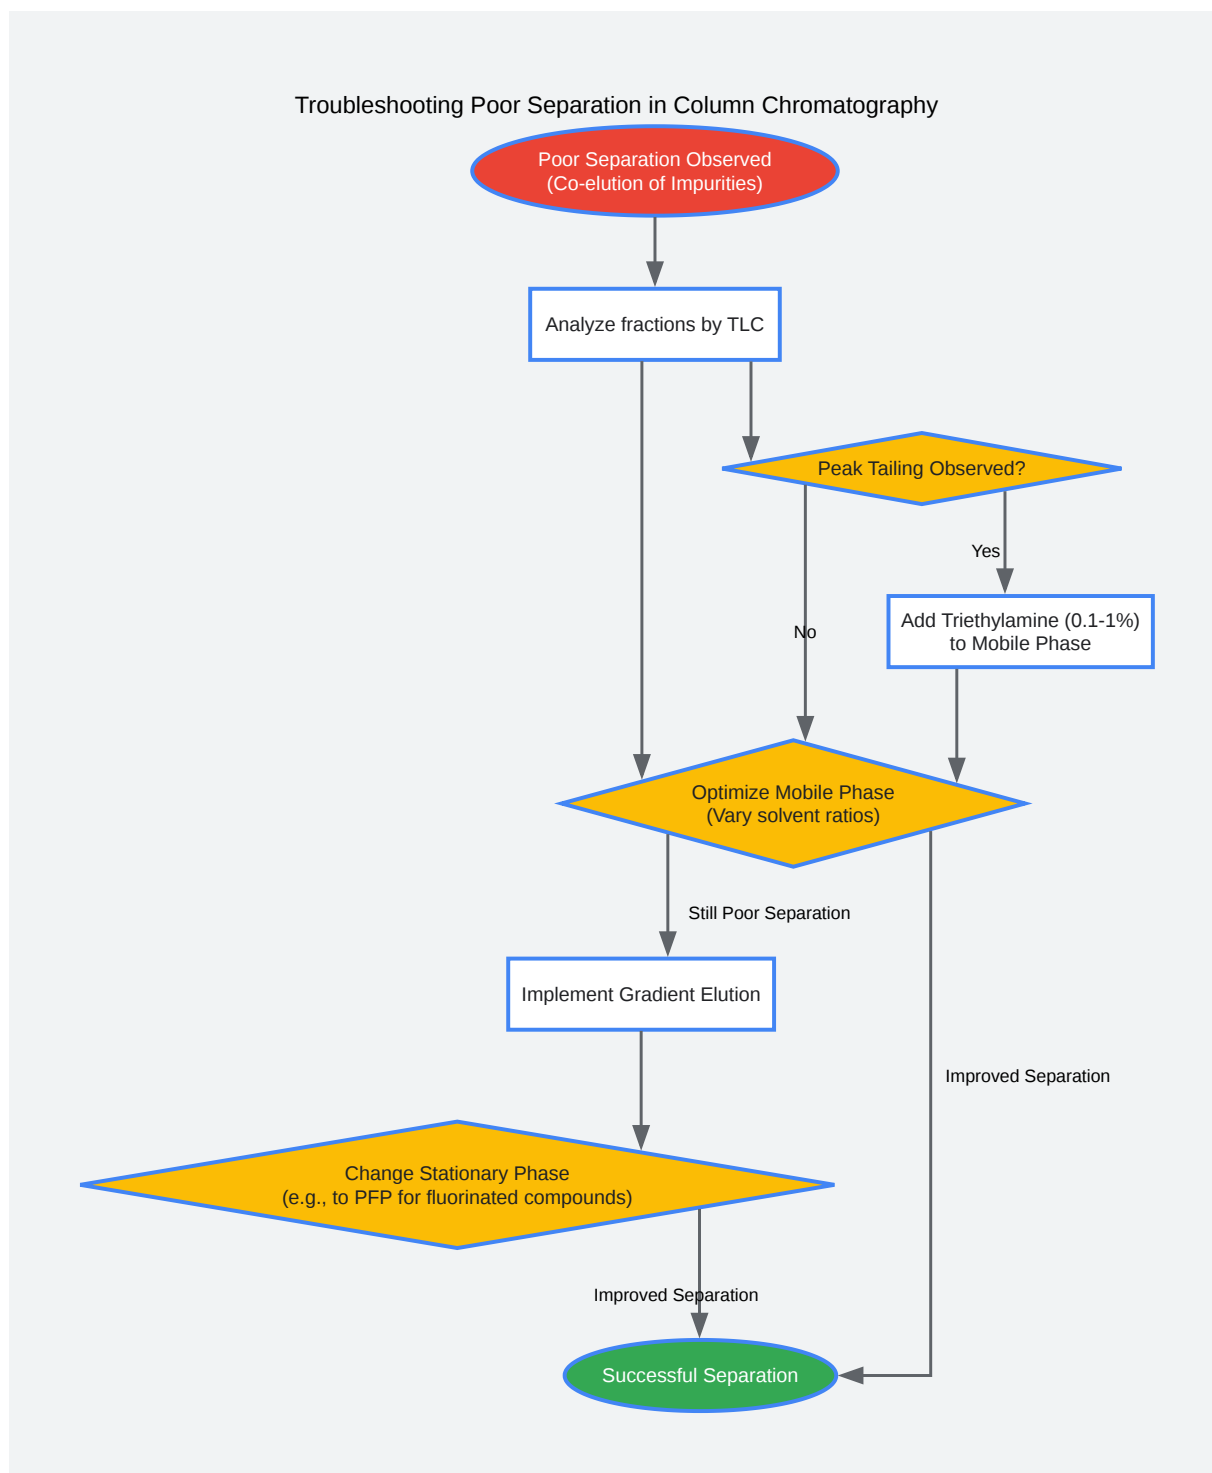 Troubleshooting Poor Separation in Column Chromatography
Poor Separation Observed
(Co-elution of Impurities)
Analyze fractions by TLC
Peak Tailing Observed?
Yes
Add Triethylamine (0.1-1%)
to Mobile Phase
No
Optimize Mobile Phase
(Vary solvent ratios)
Still Poor Separation
Implement Gradient Elution
Improved Separation
Change Stationary Phase
(e.g., to PFP for fluorinated compounds)
Improved Separation
Successful Separation